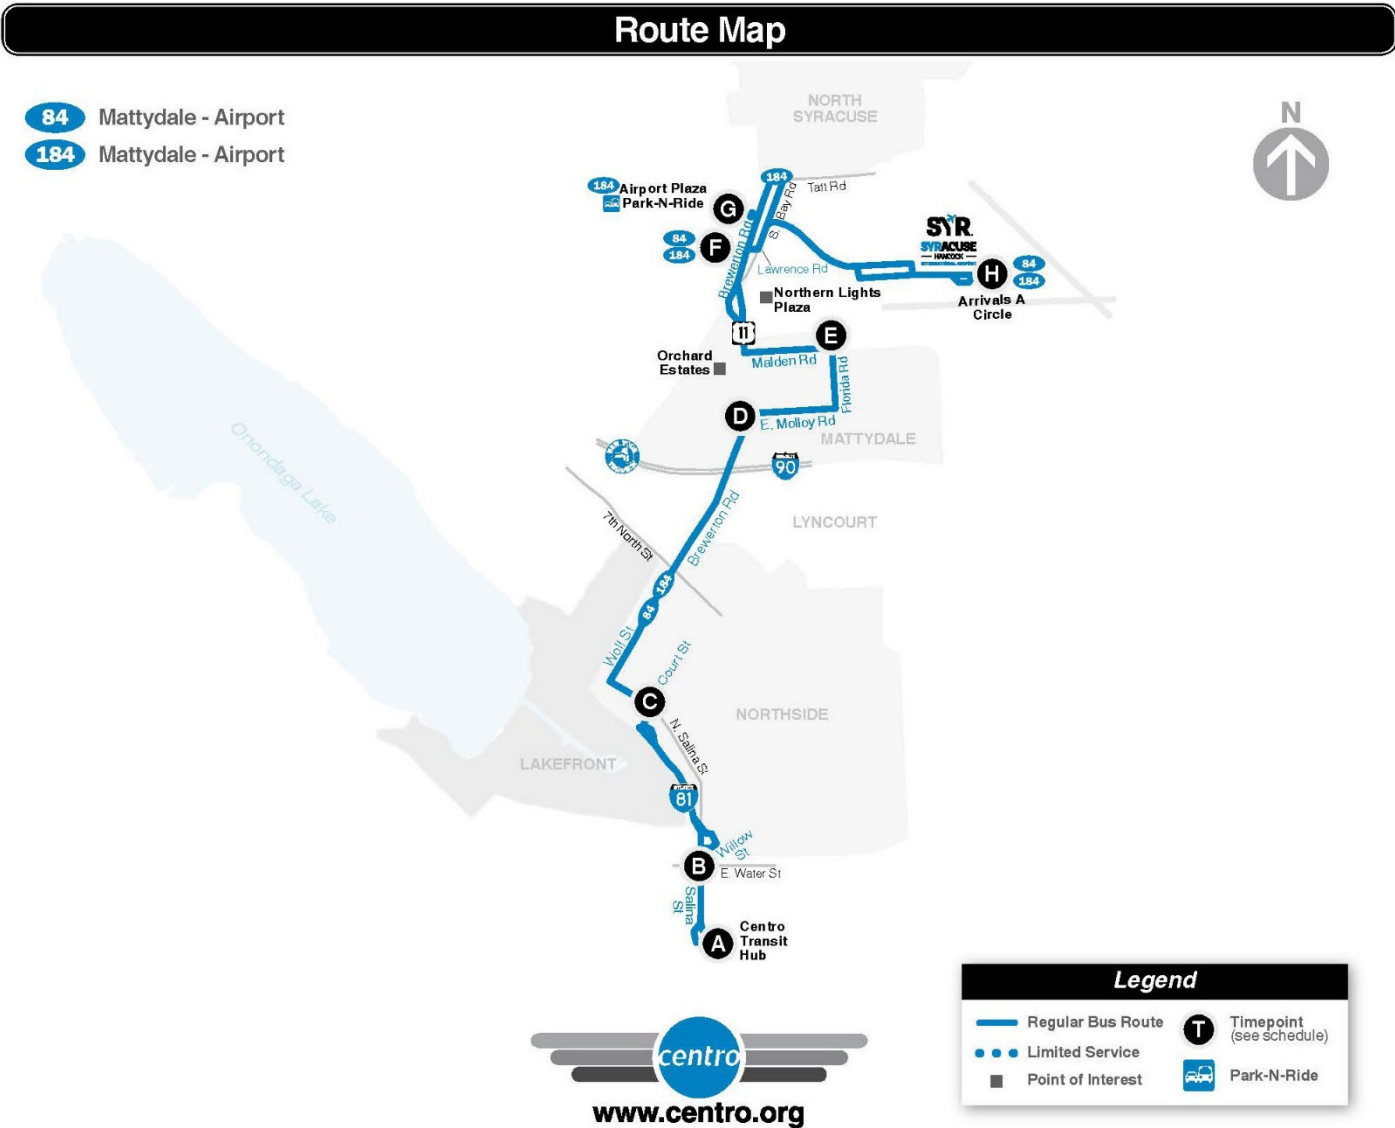 Route Map
84 Mattydale - Airport
184 Mattydale - Airport
N
NORTH
SYRACUSE
184
Taft Rd
S. Bay Rd
184 Airport Plaza
Park-N-Ride
G
84
184
F
Brewerton Rd
Lawrence Rd
SYR
SYRACUSE
HANCOCK
INTERNATIONAL AIRPORT
H
84
184
Arrivals A
Circle
Northern Lights
Plaza
11
E
Malden Rd
Orchard
Estates
Florida Rd
D
E. Molloy Rd
MATTYDALE
90
Onondaga Lake
LYNCOURT
7th North St
Brewerton Rd
184
84
Wolf St
Court St
C
N. Salina St
NORTHSIDE
LAKEFRONT
81
Willow
St
B
E. Water St
Salina
St
A
Centro
Transit
Hub
Legend
Regular Bus Route
T Timepoint
(see schedule)
Limited Service
Point of Interest
Park-N-Ride
centro
www.centro.org